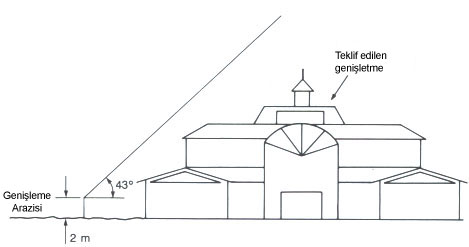 Teklif edilen
genişletme
43°
Genişleme
Arazisi
2 m